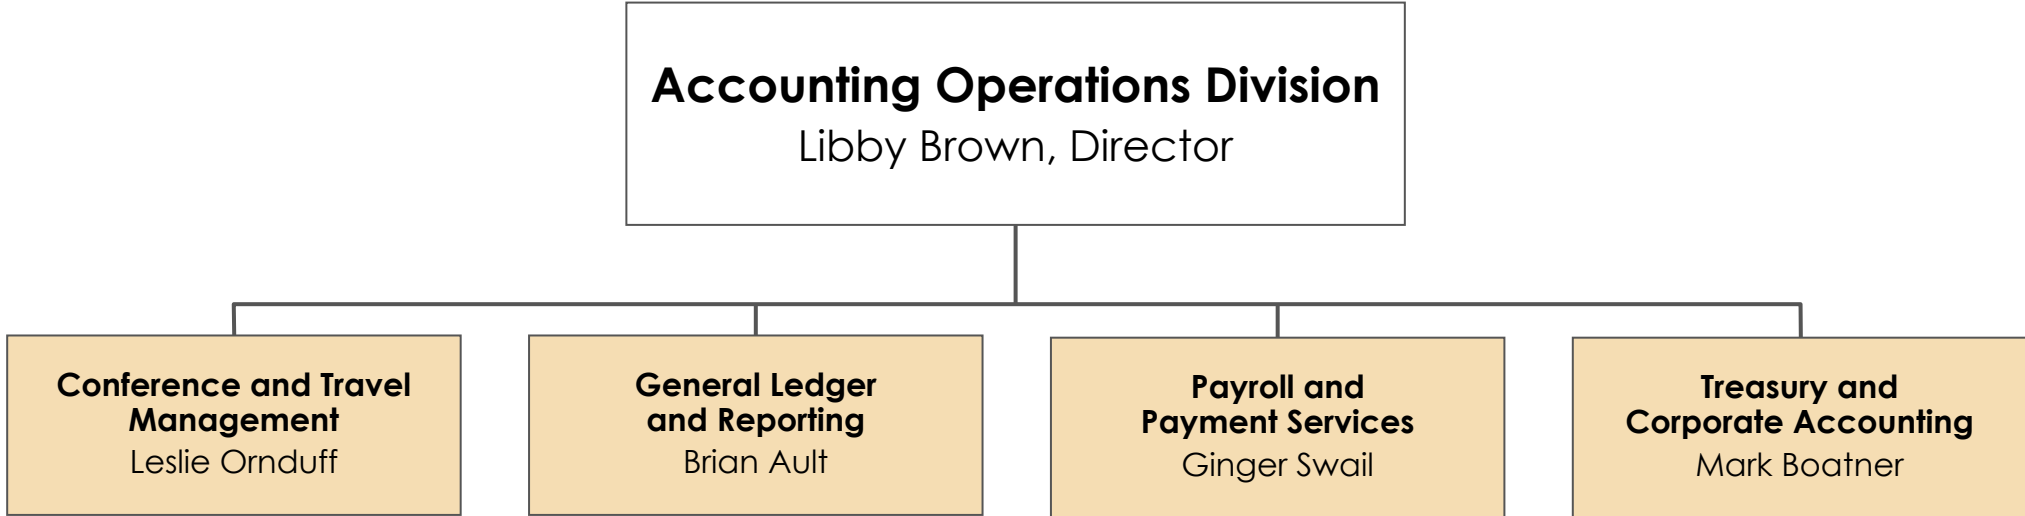 Accounting Operations Division
Libby Brown, Director
Conference and Travel
Management
Leslie Ornduff
General Ledger
and Reporting
Brian Ault
Payroll and
Payment Services
Ginger Swail
Treasury and
Corporate Accounting
Mark Boatner